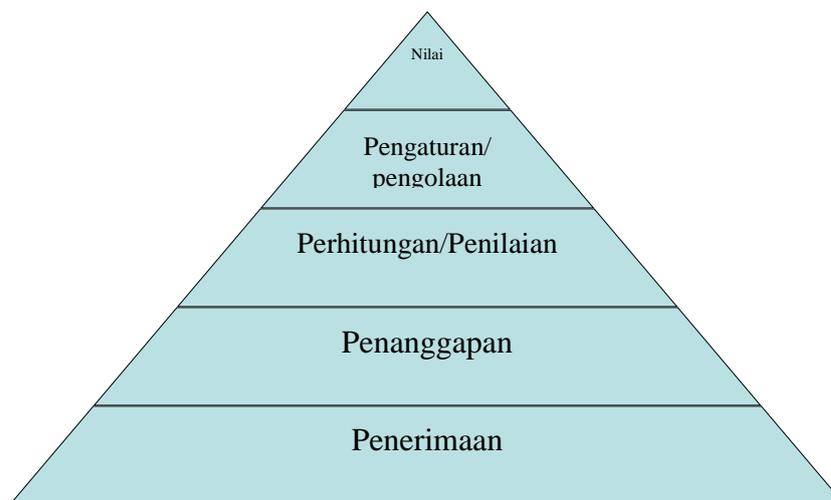 Nilai
Pengaturan/
pengolaan
Perhitungan/Penilaian
Penanggapan
Penerimaan